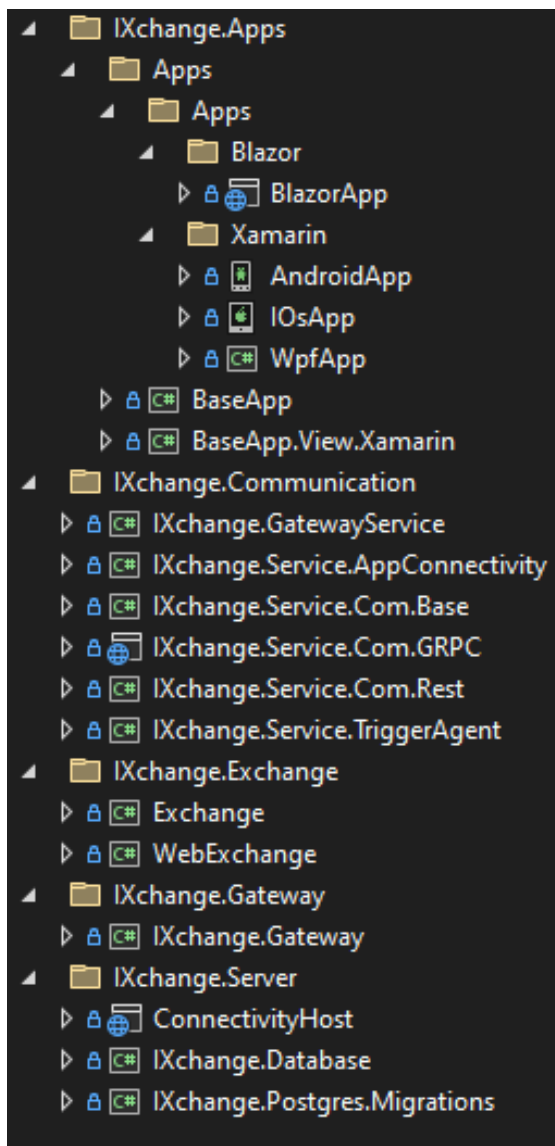 IXchange.Apps
Apps
Apps
Blazor
BlazorApp
Xamarin
AndroidApp
IOsApp
C# WpfApp
C# BaseApp
C# BaseApp.View.Xamarin
IXchange.Communication
C# IXchange.GatewayService
C# IXchange.Service.AppConnectivity
C# IXchange.Service.Com.Base
IXchange.Service.Com.GRPC
C# IXchange.Service.Com.Rest
C# IXchange.Service.TriggerAgent
IXchange.Exchange
C# Exchange
C# WebExchange
IXchange.Gateway
C# IXchange.Gateway
IXchange.Server
ConnectivityHost
C# IXchange.Database
C# IXchange.Postgres.Migrations